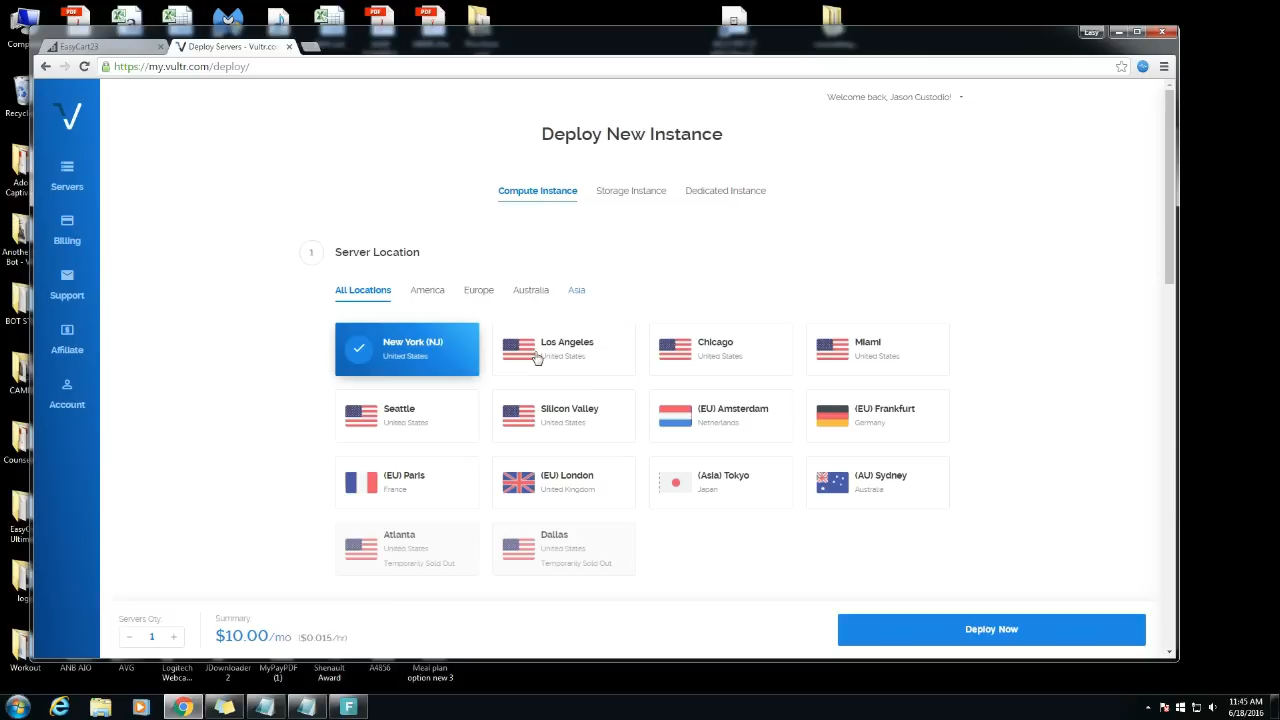 EasyCart23
Deploy Servers - Vultr.co
Easy
https://my.vultr.com/deploy/
Welcome back, Jason Custodio!
Deploy New Instance
Servers
Billing
Support
Affiliate
Account
Compute Instance
Storage Instance
Dedicated Instance
1
Server Location
All Locations
America
Europe
Australia
Asia
New York (NJ)
United States
Los Angeles
United States
Chicago
United States
Miami
United States
Seattle
United States
Silicon Valley
United States
(EU) Amsterdam
Netherlands
(EU) Frankfurt
Germany
(EU) Paris
France
(EU) London
United Kingdom
(Asia) Tokyo
Japan
(AU) Sydney
Australia
Atlanta
United States
Temporarily Sold Out
Dallas
United States
Temporarily Sold Out
Servers Qty:
- 1 +
Summary:
$10.00/mo ($0.015/hr)
Deploy Now
Workout
ANB AIO
AVG
Logitech
Webca...
JDownloader
2
MyPayPDF
(1)
Shenault
Award
A4856
Meal plan
option new 3
11:45 AM
6/18/2016